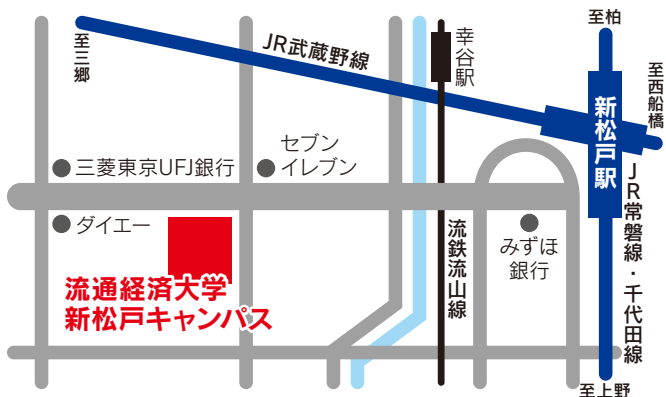 至柏
至三郷
JR武蔵野線
幸谷駅
至西船橋
新松戸駅
セブン
イレブン
三菱東京UFJ銀行
JR常磐線・千代田線
ダイエー
流鉄流山線
みずほ
銀行
流通経済大学
新松戸キャンパス
至上野